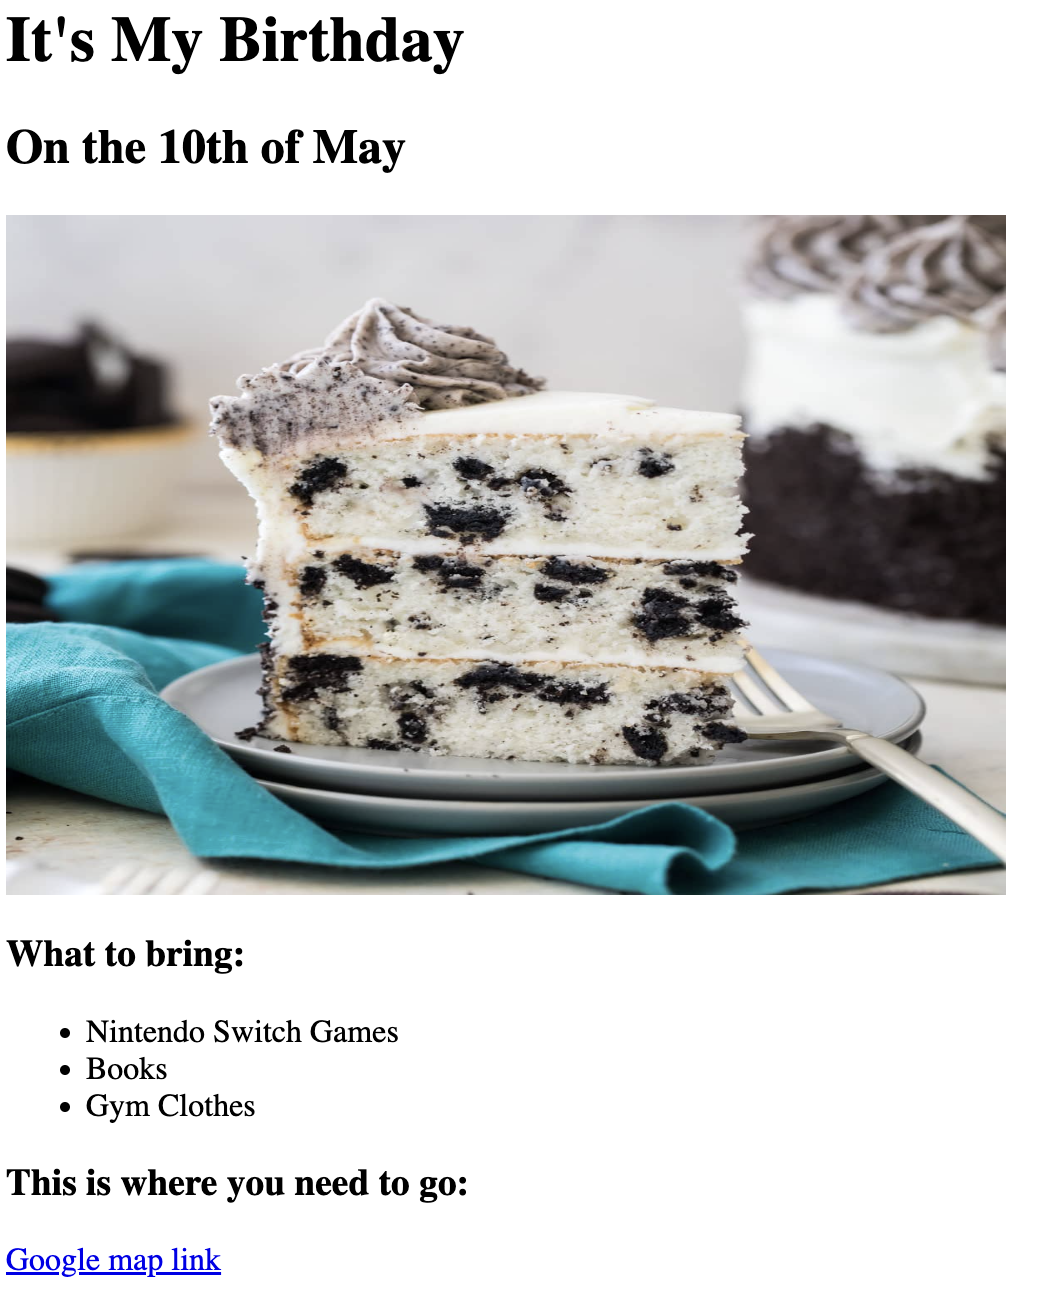 It's My Birthday
On the 10th of May
What to bring:
• Nintendo Switch Games
• Books
• Gym Clothes
This is where you need to go:
Google map link